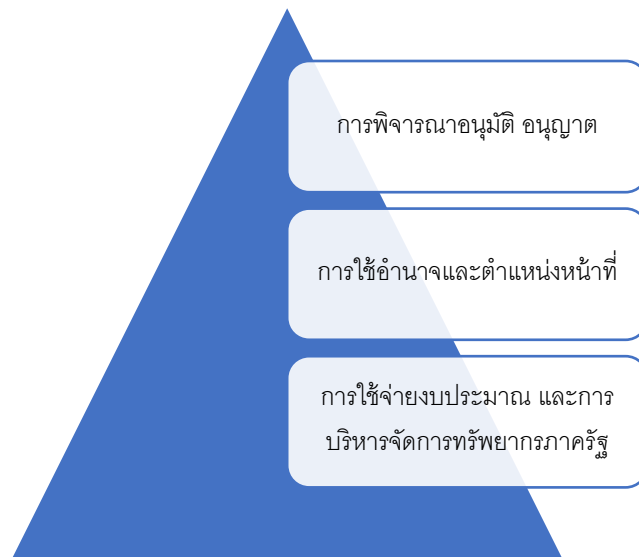 การพิจารณาอนุมัติ อนุญาต
การใช้อำนาจและตำแหน่งหน้าที่
การใช้จ่ายงบประมาณ และการ
บริหารจัดการทรัพยากรภาครัฐ